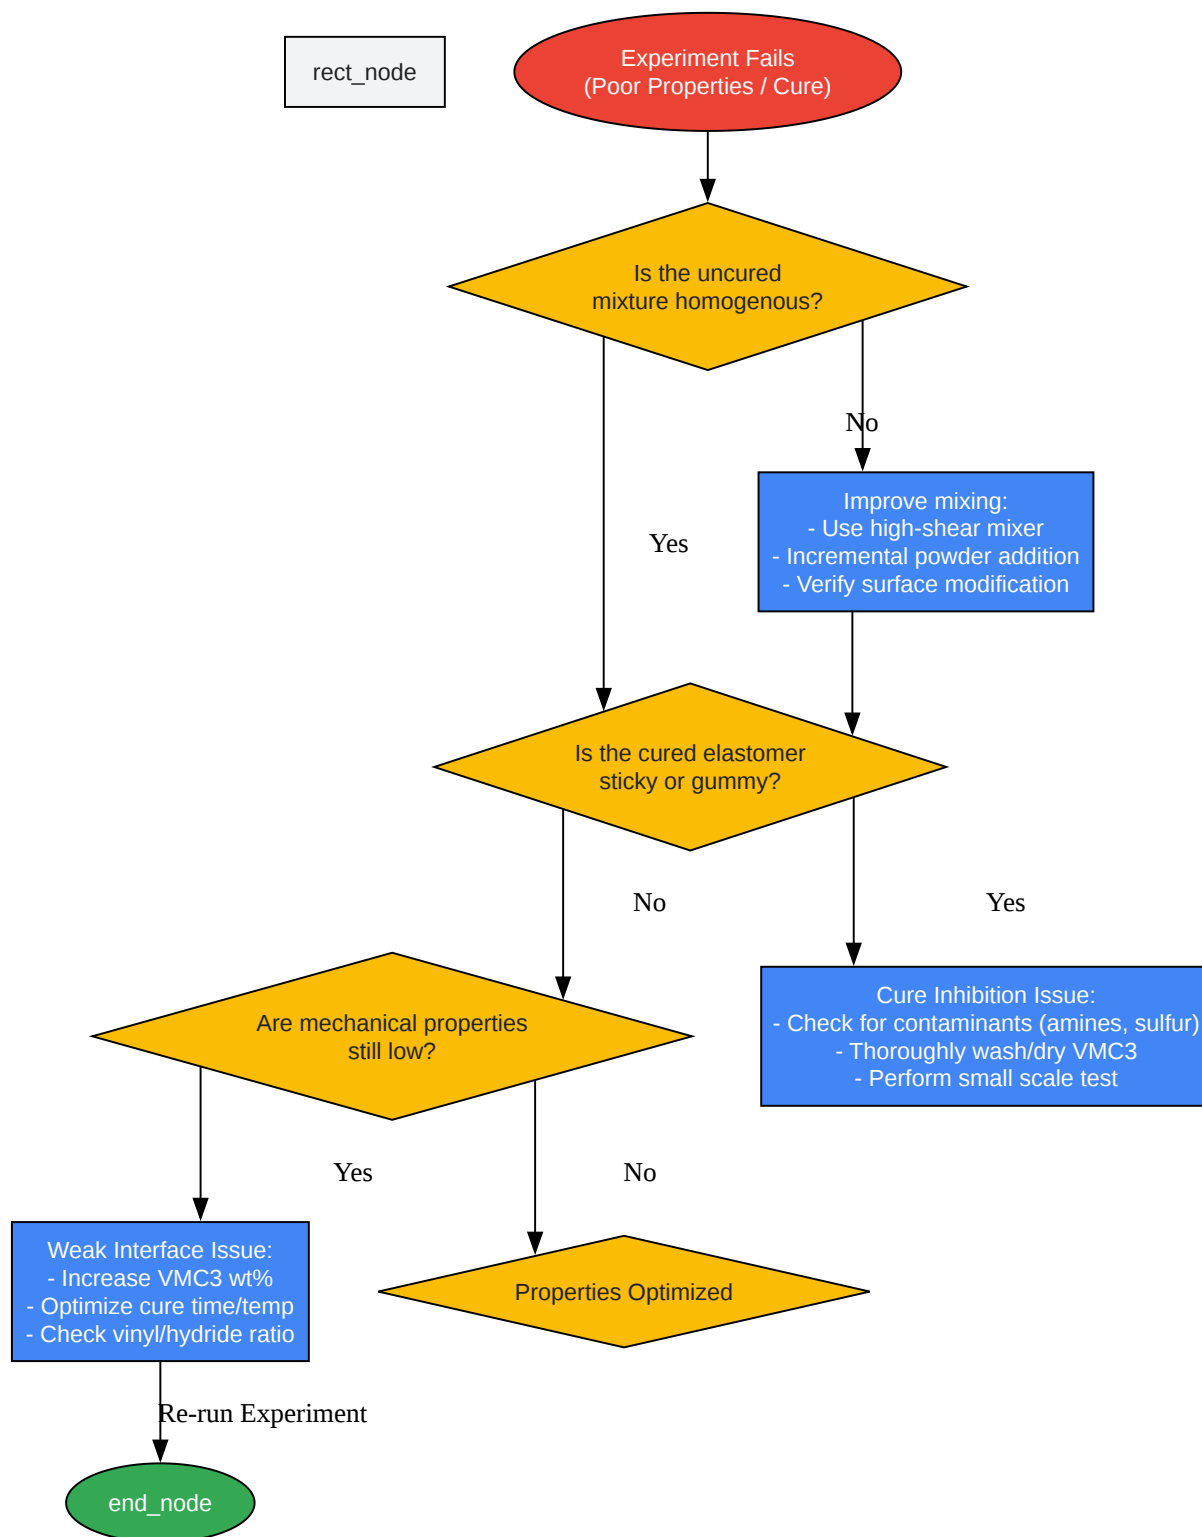 rect_node
Experiment Fails
(Poor Properties / Cure)
Is the uncured
mixture homogenous?
No
Yes
Improve mixing:
- Use high-shear mixer
- Incremental powder addition
- Verify surface modification
Is the cured elastomer
sticky or gummy?
No
Yes
Are mechanical properties
still low?
Cure Inhibition Issue:
- Check for contaminants (amines, sulfur)
- Thoroughly wash/dry VMC3
- Perform small scale test
Yes
No
Weak Interface Issue:
- Increase VMC3 wt%
- Optimize cure time/temp
- Check vinyl/hydride ratio
Properties Optimized
Re-run Experiment
end_node